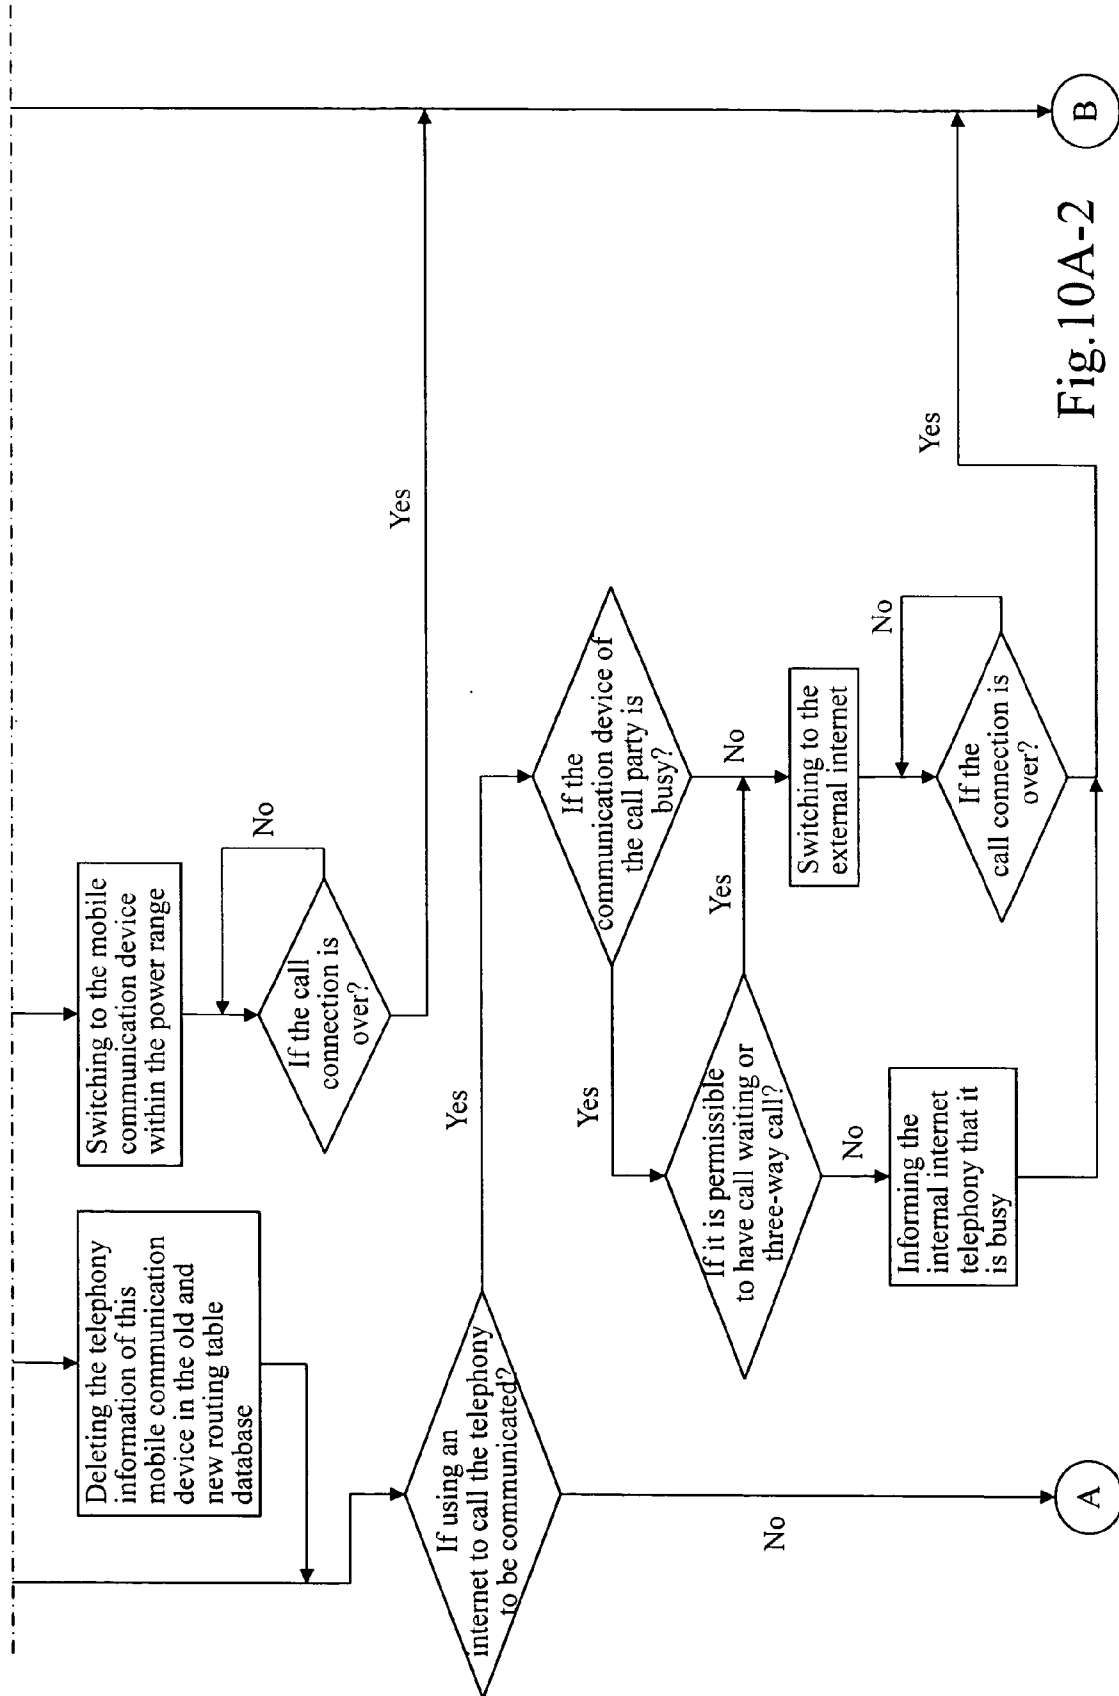 Deleting the telephony
information of this
mobile communication
device in the old and
new routing table
database
Switching to the mobile
communication device
within the power range
No
If the call
connection is
over?
Yes
If using an
internet to call the telephony
to be communicated?
Yes
No
If the
communication device of
the call party is
busy?
Yes
No
If it is permissible
to have call waiting or
three-way call?
Yes
No
Switching to the
external internet
No
If the
call connection is
over?
Yes
Informing the
internal internet
telephony that it
is busy
A
B
Fig.10A-2